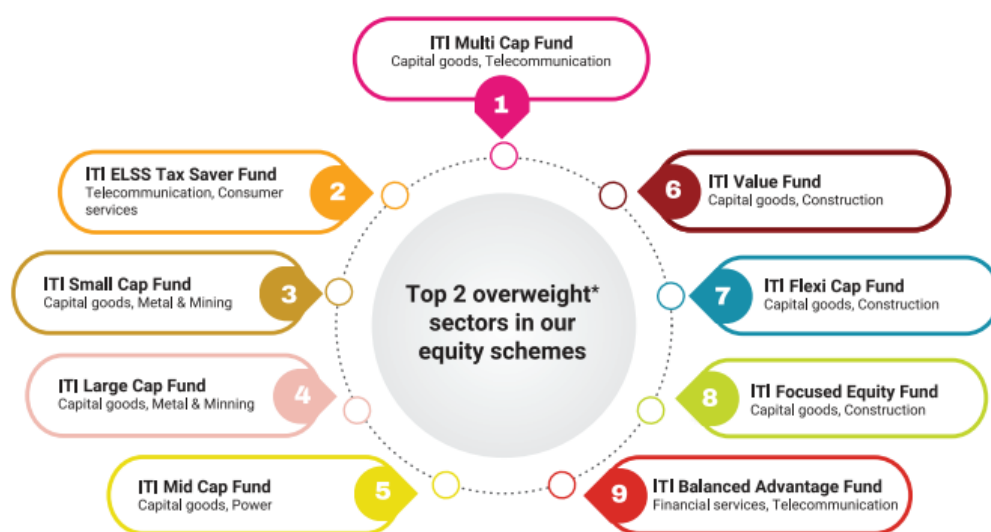 ITI Multi Cap Fund
Capital goods, Telecommunication
1
ITI ELSS Tax Saver Fund
Telecommunication, Consumer
services
2
ITI Small Cap Fund
Capital goods, Metal & Mining
3
ITI Large Cap Fund
Capital goods, Metal & Minning
4
ITI Mid Cap Fund
Capital goods, Power
5
Top 2 overweight*
sectors in our
equity schemes
6
ITI Value Fund
Capital goods, Construction
7
ITI Flexi Cap Fund
Capital goods, Construction
8
ITI Focused Equity Fund
Capital goods, Construction
9
ITI Balanced Advantage Fund
Financial services, Telecommunication